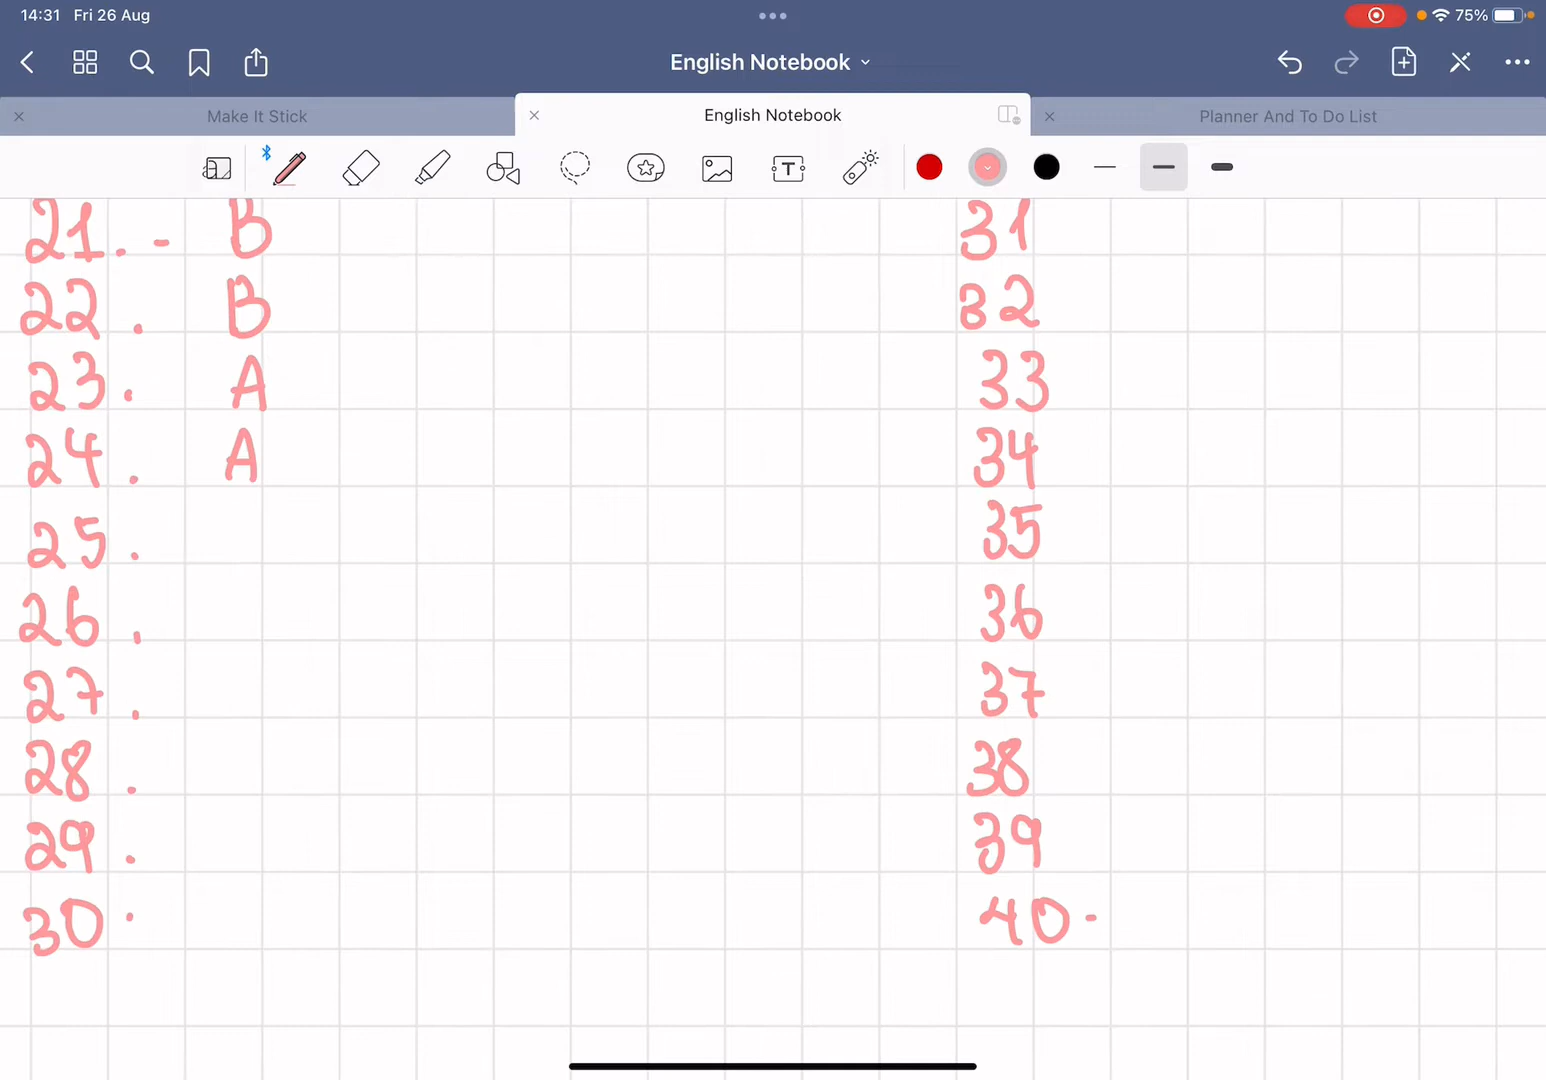 14:31 Fri 26 Aug
75%
English Notebook
Make It Stick
English Notebook
Planner And To Do List
21. - B
22. B
23. A
24. A
25.
26.
27.
28.
29.
30.
31
32
33
34
35
36
37
38
39
40 -